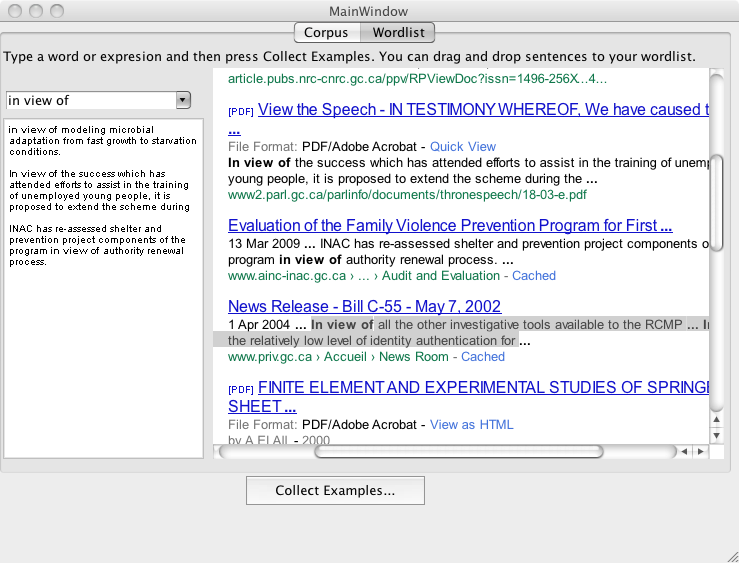 MainWindow
Corpus Wordlist
Type a word or expresion and then press Collect Examples. You can drag and drop sentences to your wordlist.
in view of
in view of modeling microbial
adaptation from fast growth to starvation
conditions.
In view of the success which has
attended efforts to assist in the training
of unemployed young people, it is
proposed to extend the scheme during
INAC has re-assessed shelter and
prevention project components of the
program in view of authority renewal
process.
article.pubs.nrc-cnrc.gc.ca/ppv/RPViewDoc?issn=1496-256X...4...
[PDF] View the Speech - IN TESTIMONY WHEREOF, We have caused t
...
File Format: PDF/Adobe Acrobat - Quick View
In view of the success which has attended efforts to assist in the training of unemp
young people, it is proposed to extend the scheme during the ...
www2.parl.gc.ca/parlinfo/documents/thronespeech/18-03-e.pdf
Evaluation of the Family Violence Prevention Program for First ...
13 Mar 2009 ... INAC has re-assessed shelter and prevention project components o
program in view of authority renewal process. ...
www.ainc-inac.gc.ca › ... › Audit and Evaluation - Cached
News Release - Bill C-55 - May 7, 2002
1 Apr 2004 ... In view of all the other investigative tools available to the RCMP ... In
the relatively low level of identity authentication for ...
www.priv.gc.ca › Accueil › News Room - Cached
[PDF] FINITE ELEMENT AND EXPERIMENTAL STUDIES OF SPRING
SHEET ...
File Format: PDF/Adobe Acrobat - View as HTML
by A El All - 2000
Collect Examples...